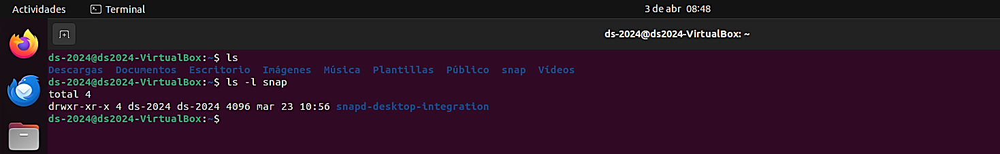 Actividades Terminal 3 de abr 08:48
ds-2024@ds2024-VirtualBox: ~
ds-2024@ds2024-VirtualBox:~$ ls
Descargas Documentos Escritorio Imágenes Música Plantillas Público snap Vídeos
ds-2024@ds2024-VirtualBox:~$ ls -l snap
total 4
drwxr-xr-x 4 ds-2024 ds-2024 4096 mar 23 10:56 snapd-desktop-integration
ds-2024@ds2024-VirtualBox:~$